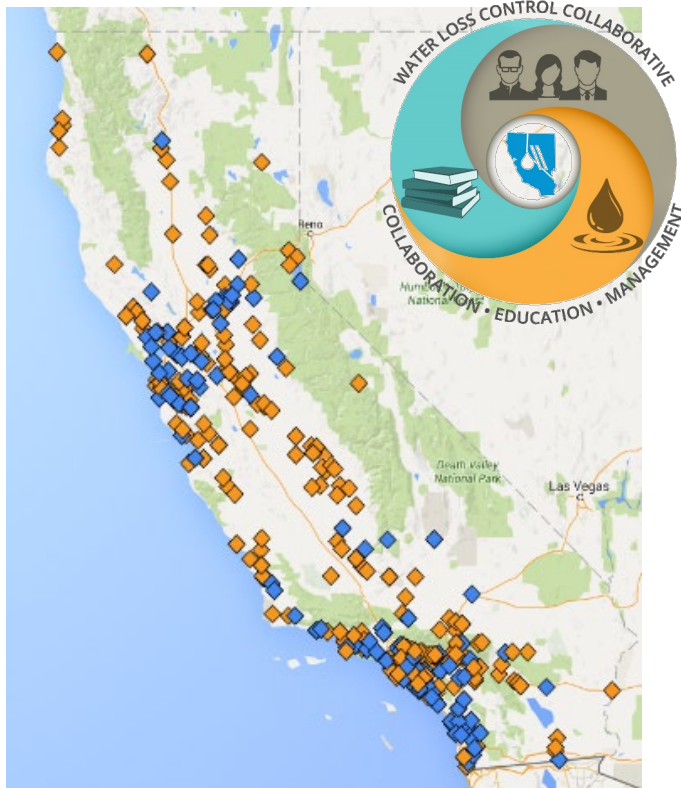 WATER LOSS CONTROL COLLABORATIVE
COLLABORATION • EDUCATION • MANAGEMENT
Reno
National
Death Valley
National Park
Las Vegas